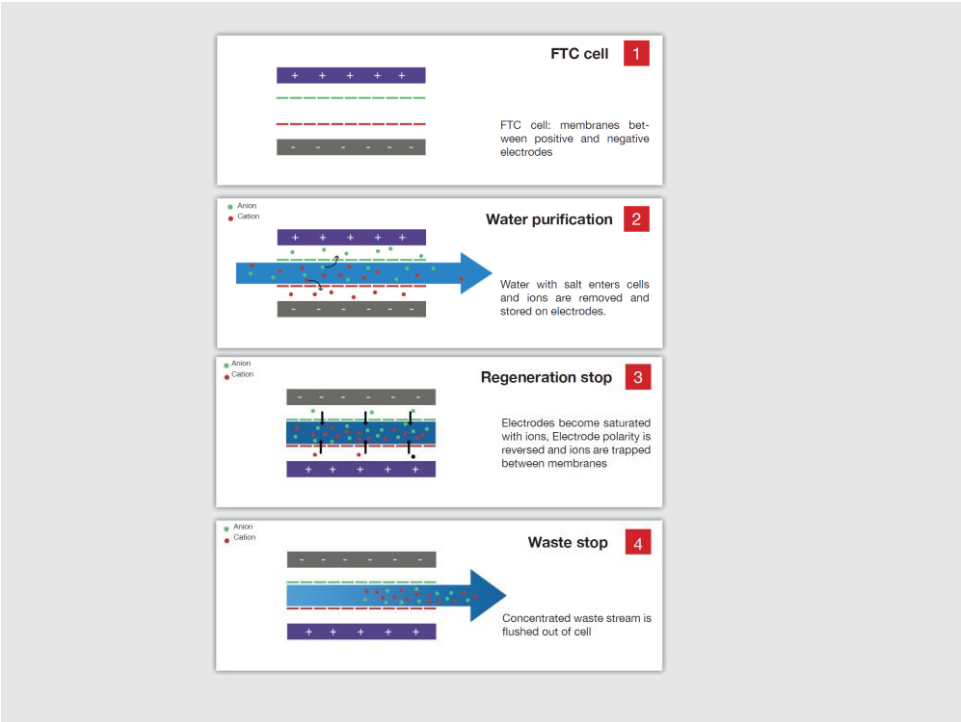 FTC cell 1
+ + + + +
FTC cell: membranes bet-
ween positive and negative
electrodes
- - - - - -
Anion
Cation
Water purification 2
+ + + + +
Water with salt enters cells
and ions are removed and
stored on electrodes.
- - - - - -
Anion
Cation
Regeneration stop 3
- - - - - -
Electrodes become saturated
with ions, Electrode polarity is
reversed and ions are trapped
between membranes
+ + + + +
Anion
Cation
Waste stop 4
- - - - - -
Concentrated waste stream is
flushed out of cell
+ + + + +